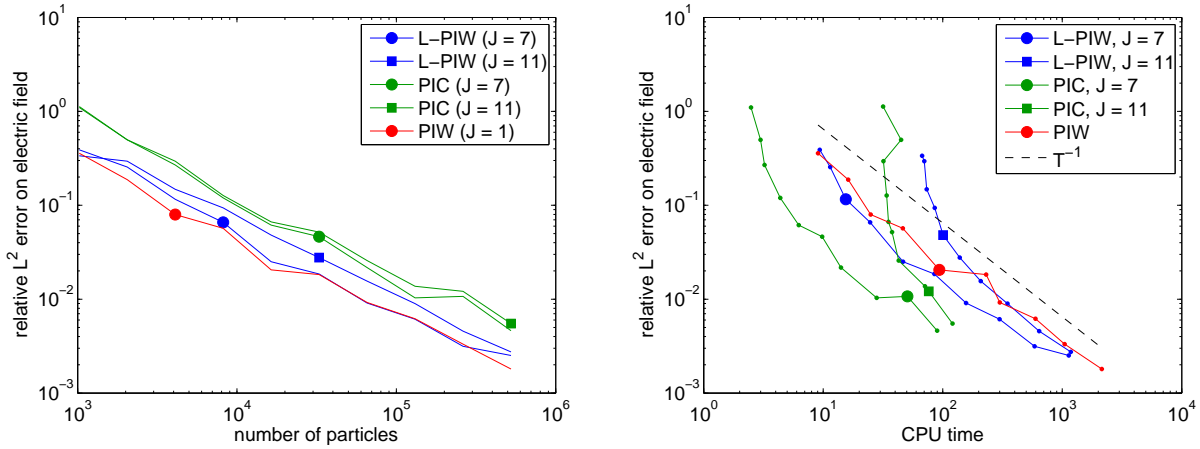 10^0
10^1
10^0
10^-1
10^-2
10^-3
10^3
10^4
10^5
10^6
number of particles
relative L^2 error on electric field
L−PIW (J = 7)
L−PIW (J = 11)
PIC (J = 7)
PIC (J = 11)
PIW (J = 1)
10^1
10^0
10^-1
10^-2
10^-3
10^0
10^1
10^2
10^3
10^4
CPU time
relative L^2 error on electric field
L−PIW, J = 7
L−PIW, J = 11
PIC, J = 7
PIC, J = 11
PIW
T^−1